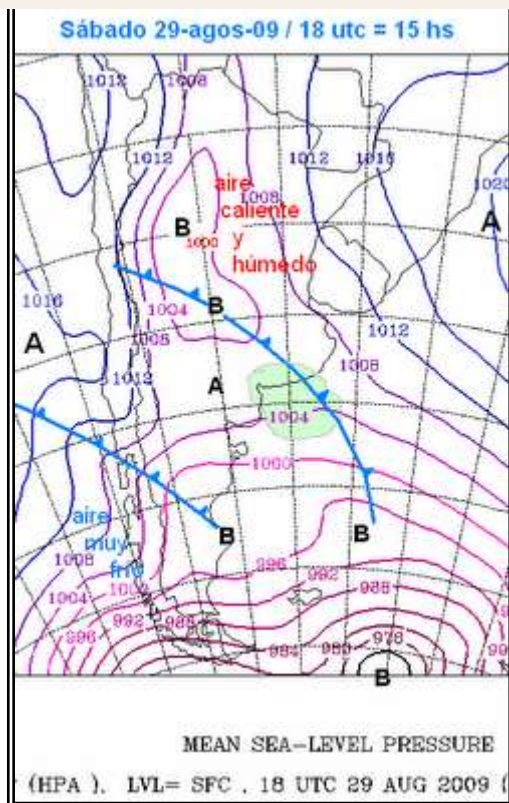 Sábado 29-agos-09 / 18 utc = 15 hs
1012
1008
1012
1012
1016
1020
aire
caliente
y
húmedo
1008
A
B
1000
1016
B
1004
1012
A
1008
1008
1012
A
1004
1000
aire
muy
frio
B
B
1008
996
992
988
1004
996
992
988
984
980
976
B
MEAN SEA-LEVEL PRESSURE
(HPA ). LVL= SFC . 18 UTC 29 AUG 2009 (